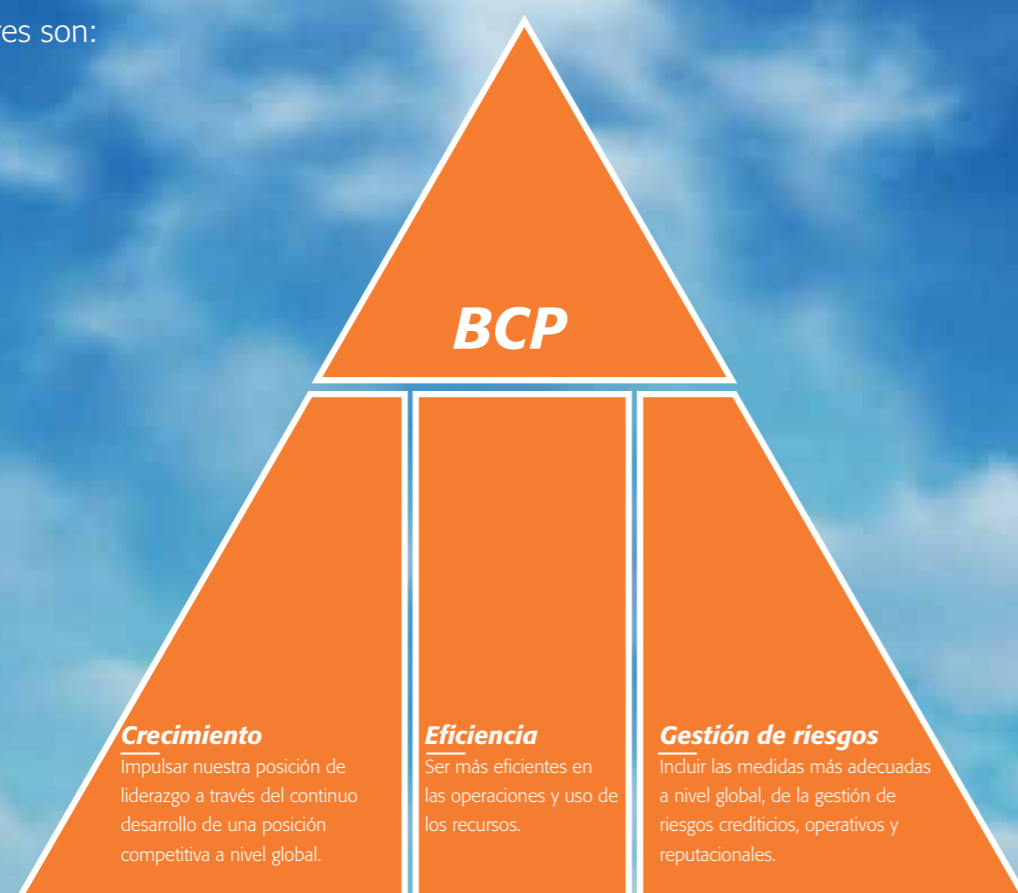 es son:
BCP
Crecimiento
Impulsar nuestra posición de
liderazgo a través del continuo
desarrollo de una posición
competitiva a nivel global.
Eficiencia
Ser más eficientes en
las operaciones y uso de
los recursos.
Gestión de riesgos
Incluir las medidas más adecuadas
a nivel global, de la gestión de
riesgos crediticios, operativos y
reputacionales.